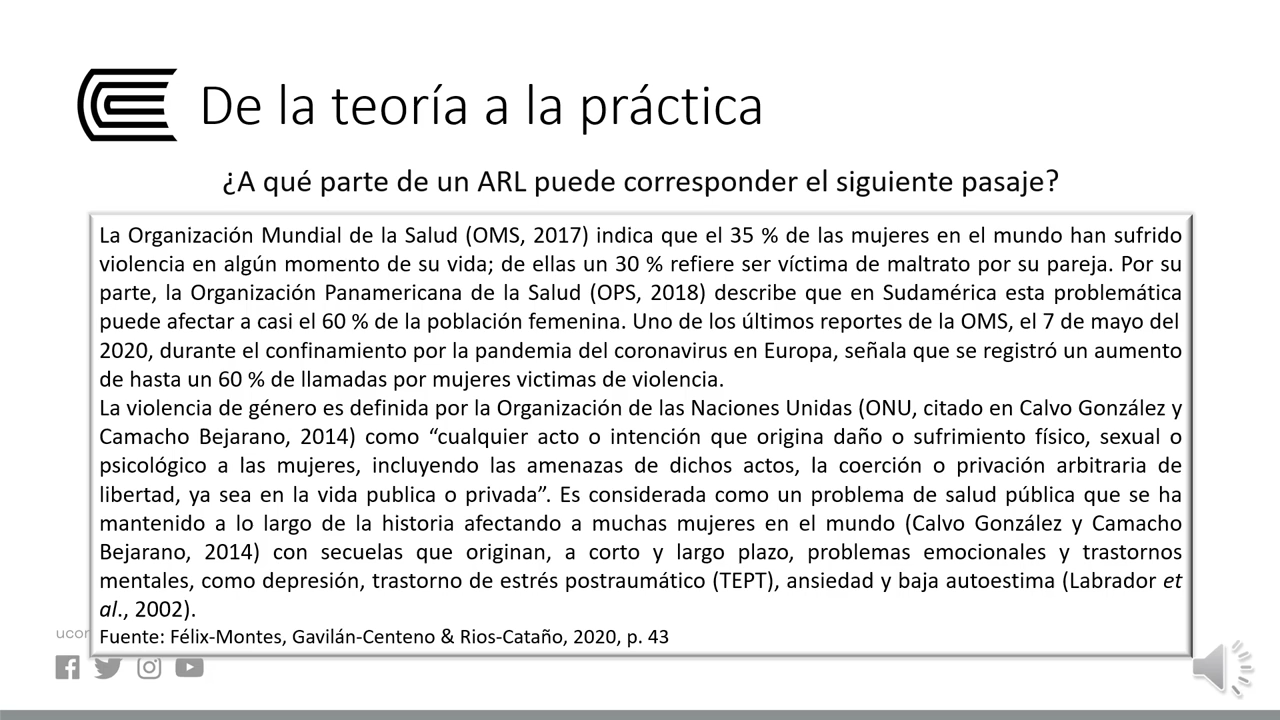 De la teoría a la práctica
¿A qué parte de un ARL puede corresponder el siguiente pasaje?
La Organización Mundial de la Salud (OMS, 2017) indica que el 35 % de las mujeres en el mundo han sufrido
violencia en algún momento de su vida; de ellas un 30 % refiere ser víctima de maltrato por su pareja. Por su
parte, la Organización Panamericana de la Salud (OPS, 2018) describe que en Sudamérica esta problemática
puede afectar a casi el 60 % de la población femenina. Uno de los últimos reportes de la OMS, el 7 de mayo del
2020, durante el confinamiento por la pandemia del coronavirus en Europa, señala que se registró un aumento
de hasta un 60 % de llamadas por mujeres victimas de violencia.
La violencia de género es definida por la Organización de las Naciones Unidas (ONU, citado en Calvo González y
Camacho Bejarano, 2014) como “cualquier acto o intención que origina daño o sufrimiento físico, sexual o
psicológico a las mujeres, incluyendo las amenazas de dichos actos, la coerción o privación arbitraria de
libertad, ya sea en la vida publica o privada”. Es considerada como un problema de salud pública que se ha
mantenido a lo largo de la historia afectando a muchas mujeres en el mundo (Calvo González y Camacho
Bejarano, 2014) con secuelas que originan, a corto y largo plazo, problemas emocionales y trastornos
mentales, como depresión, trastorno de estrés postraumático (TEPT), ansiedad y baja autoestima (Labrador et
al., 2002).
Fuente: Félix-Montes, Gavilán-Centeno & Rios-Cataño, 2020, p. 43